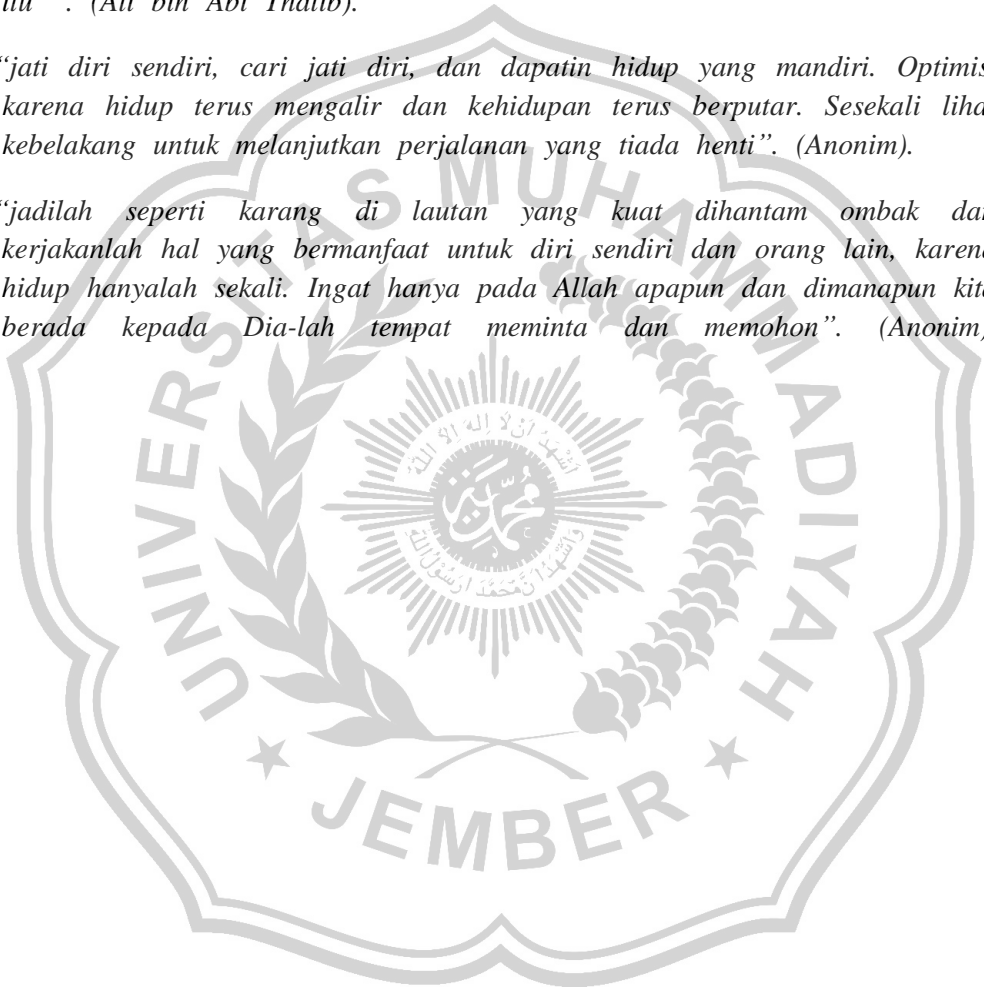 itu". (Ali bin Abi Thalib).
"jati diri sendiri, cari jati diri, dan dapatin hidup yang mandiri. Optimis
karena hidup terus mengalir dan kehidupan terus berputar. Sesekali liha
kebelakang untuk melanjutkan perjalanan yang tiada henti". (Anonim).
"jadilah seperti karang di lautan yang kuat dihantam ombak dan
kerjakanlah hal yang bermanfaat untuk diri sendiri dan orang lain, karena
hidup hanyalah sekali. Ingat hanya pada Allah apapun dan dimanapun kita
berada kepada Dia-lah tempat meminta dan memohon". (Anonim)
UNIVERSITAS MUHAMMADIYAH
JEMBER